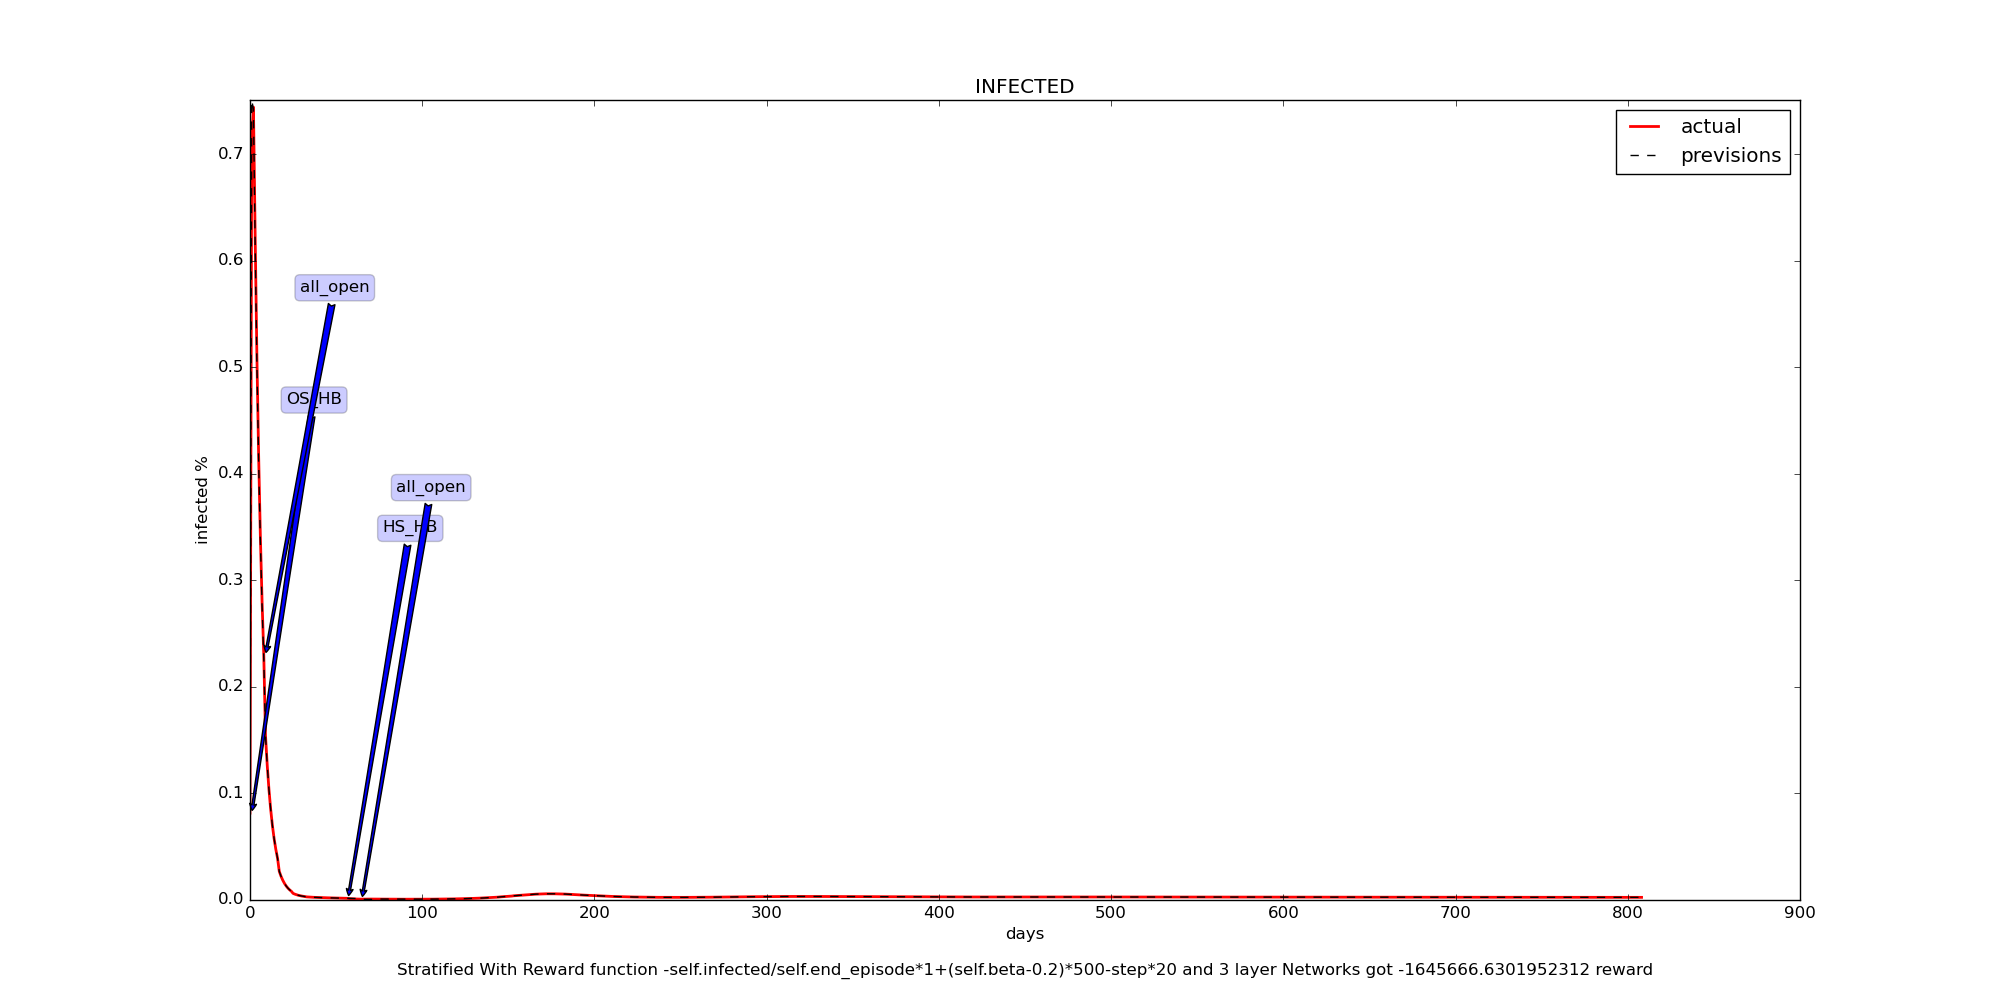 INFECTED
actual
previsions
0.7
0.6
0.5
0.4
0.3
0.2
0.1
0.0
infected %
all_open
OS_HB
all_open
HS_HB
0 100 200 300 400 500 600 700 800 900
days
Stratified With Reward function -self.infected/self.end_episode*1+(self.beta-0.2)*500-step*20 and 3 layer Networks got -1645666.6301952312 reward